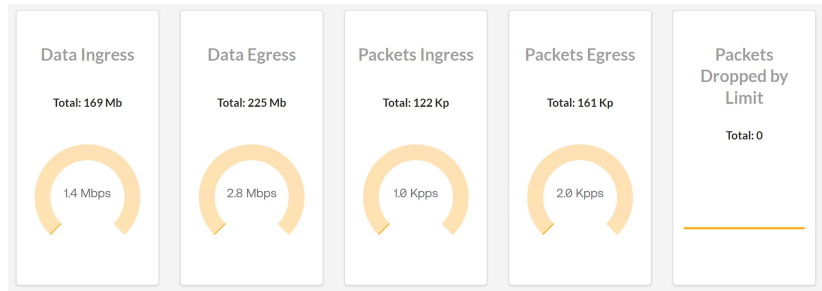 Data Ingress
Total: 169 Mb
1.4 Mbps
Data Egress
Total: 225 Mb
2.8 Mbps
Packets Ingress
Total: 122 Kp
1.0 Kpps
Packets Egress
Total: 161 Kp
2.0 Kpps
Packets
Dropped by
Limit
Total: 0